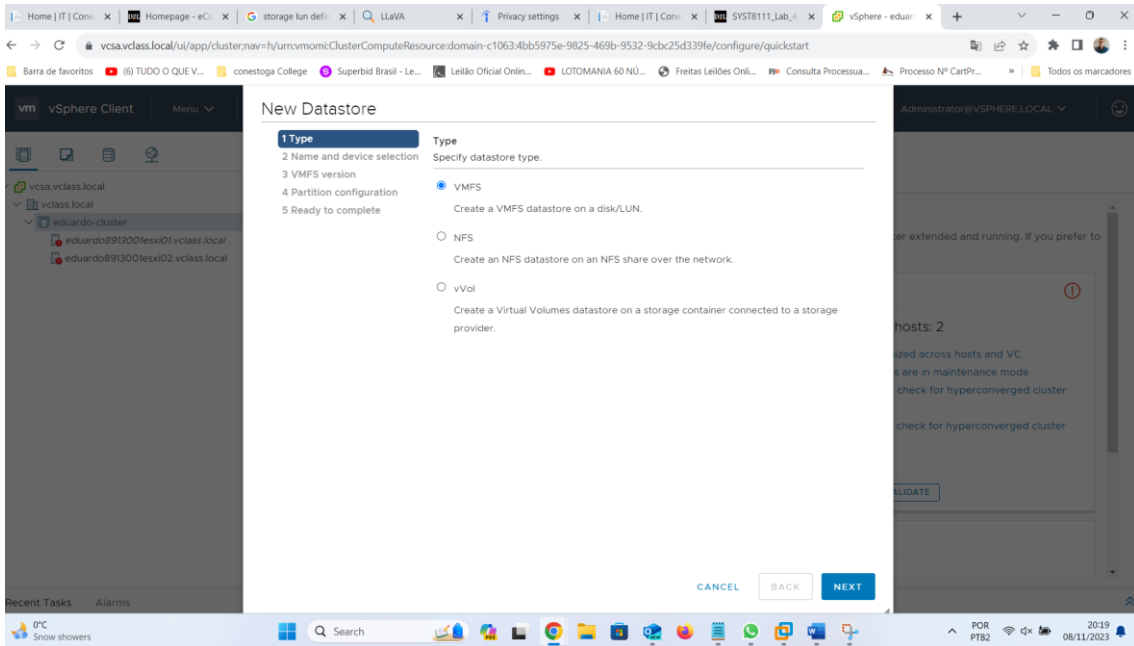 Home | IT | Cone
Homepage - eCo
storage lun defin
LLaVA
Privacy settings
Home | IT | Cone
SYST8111_Lab_4
vSphere - eduar
vcsa.vclass.local/ui/app/cluster;nav=h/urn:vmomi:ClusterComputeResource:domain-c1063:4bb5975e-9825-469b-9532-9cbc25d339fe/configure/quickstart
Barra de favoritos
(6) TUDO O QUE V...
conestoga College
Superbid Brasil - Le...
Leilão Oficial Onlin...
LOTOMANIA 60 NÚ...
Freitas Leilões Onli...
Consulta Processua...
Processo Nº CartPr...
»
Todos os marcadores
vm vSphere Client
Menu
Administrator@VSPHERE.LOCAL
vcsa.vclass.local
vclass.local
eduardo-cluster
eduardo8913001esxi01.vclass.local
eduardo8913001esxi02.vclass.local
New Datastore
1 Type
2 Name and device selection
3 VMFS version
4 Partition configuration
5 Ready to complete
Type
Specify datastore type.
VMFS
Create a VMFS datastore on a disk/LUN.
NFS
Create an NFS datastore on an NFS share over the network.
vVol
Create a Virtual Volumes datastore on a storage container connected to a storage
provider.
CANCEL
BACK
NEXT
ter extended and running. If you prefer to
hosts: 2
ized across hosts and VC
s are in maintenance mode
check for hyperconverged cluster
check for hyperconverged cluster
ALIDATE
Recent Tasks
Alarms
0°C
Snow showers
Search
POR
PTB2
20:19
08/11/2023